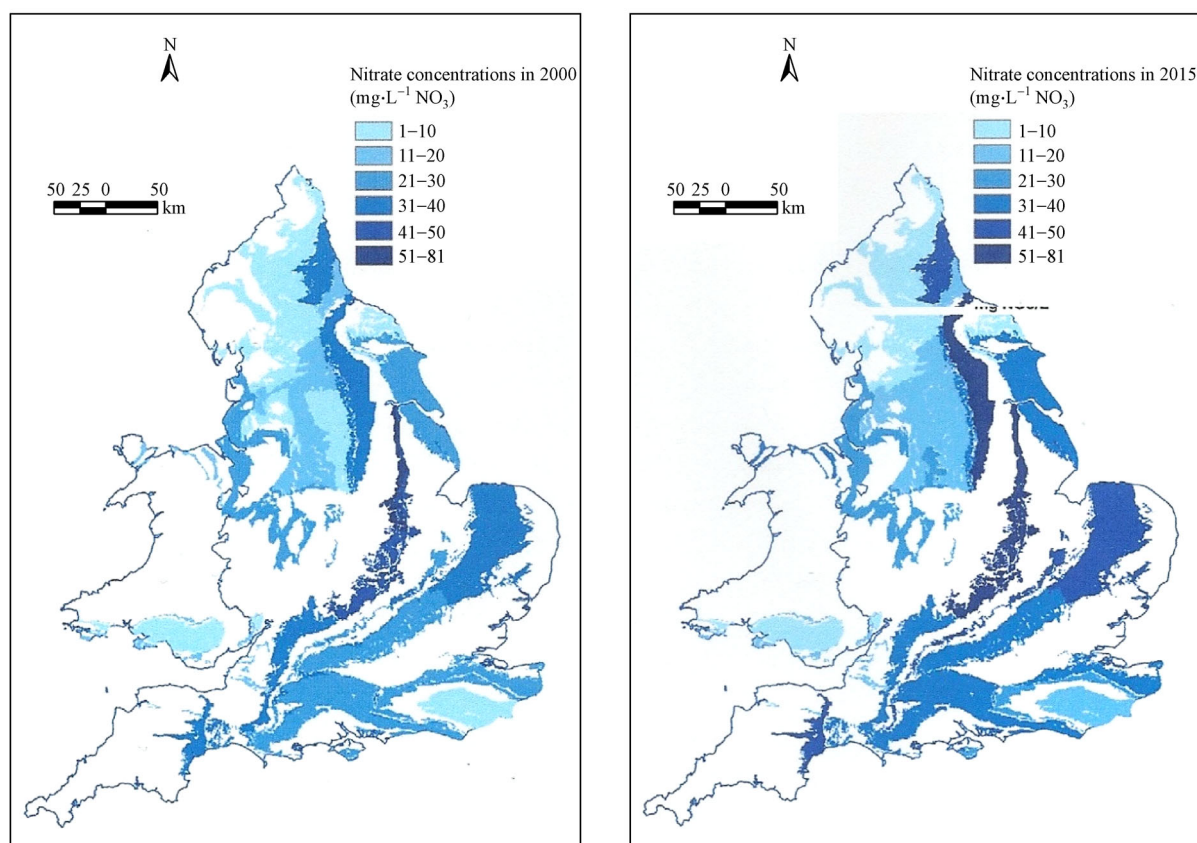 N
Nitrate concentrations in 2000
(mg·L⁻¹ NO₃)
1–10
11–20
21–30
31–40
41–50
51–81
50 25 0 50
km
N
Nitrate concentrations in 2015
(mg·L⁻¹ NO₃)
1–10
11–20
21–30
31–40
41–50
51–81
50 25 0 50
km